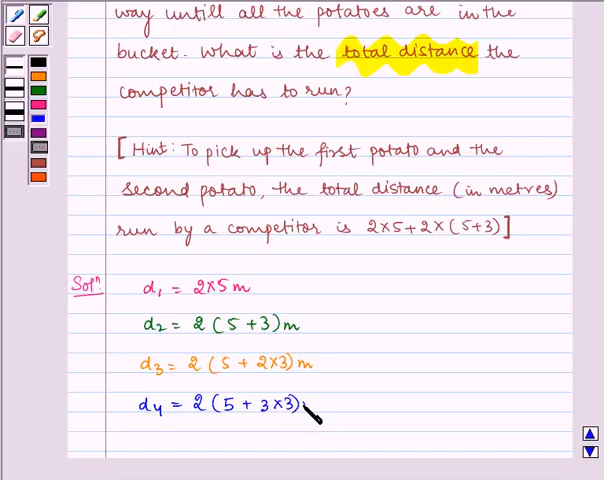 way untill all the potatoes are in the
bucket. What is the total distance the
competitor has to run?
[Hint: To pick up the first potato and the
second potato, the total distance (in metres)
run by a competitor is 2×5+2×(5+3)]
Solⁿ: d₁ = 2×5m
d₂ = 2(5+3)m
d₃ = 2(5+2×3)m
d₄ = 2(5+3×3)